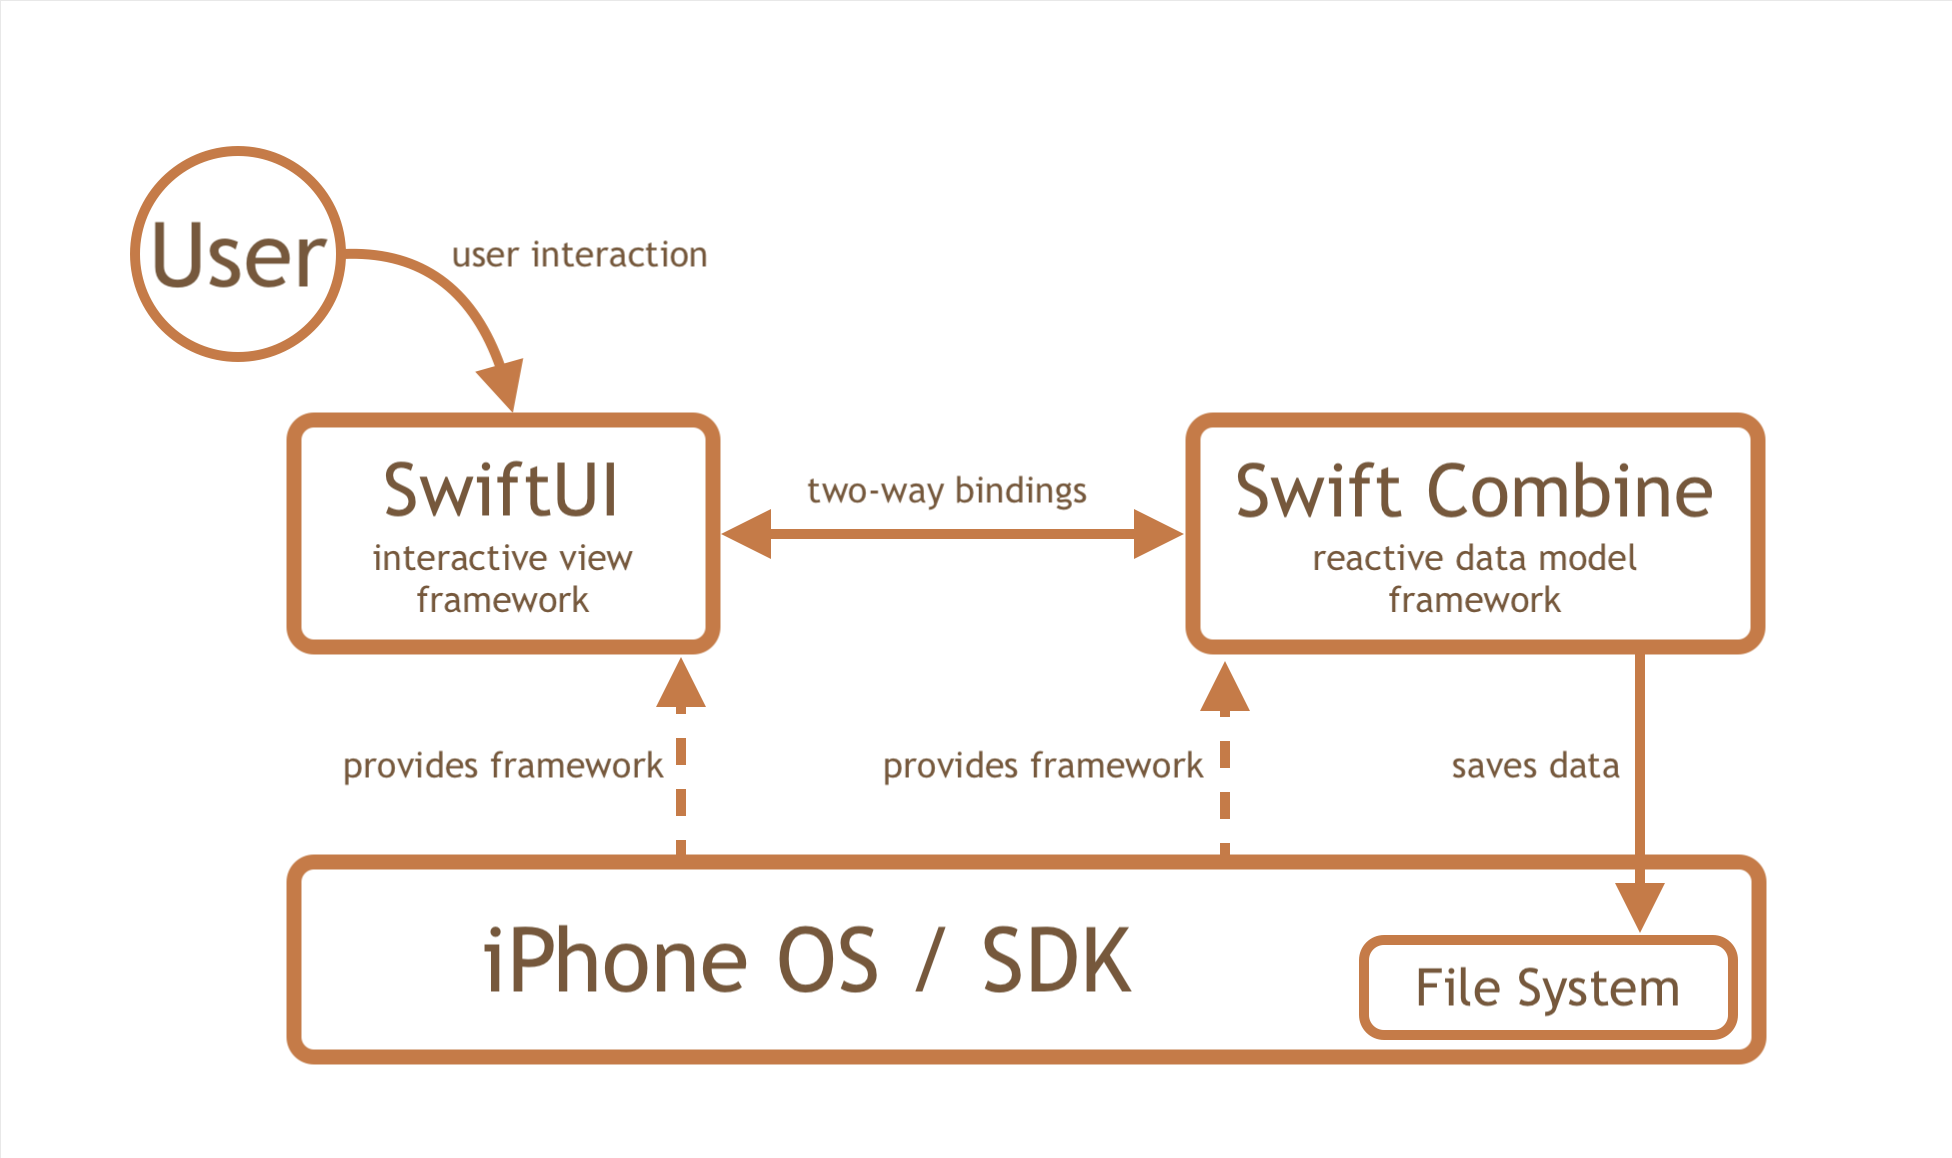 User
user interaction
SwiftUI
interactive view
framework
two-way bindings
Swift Combine
reactive data model
framework
provides framework
provides framework
saves data
iPhone OS / SDK
File System